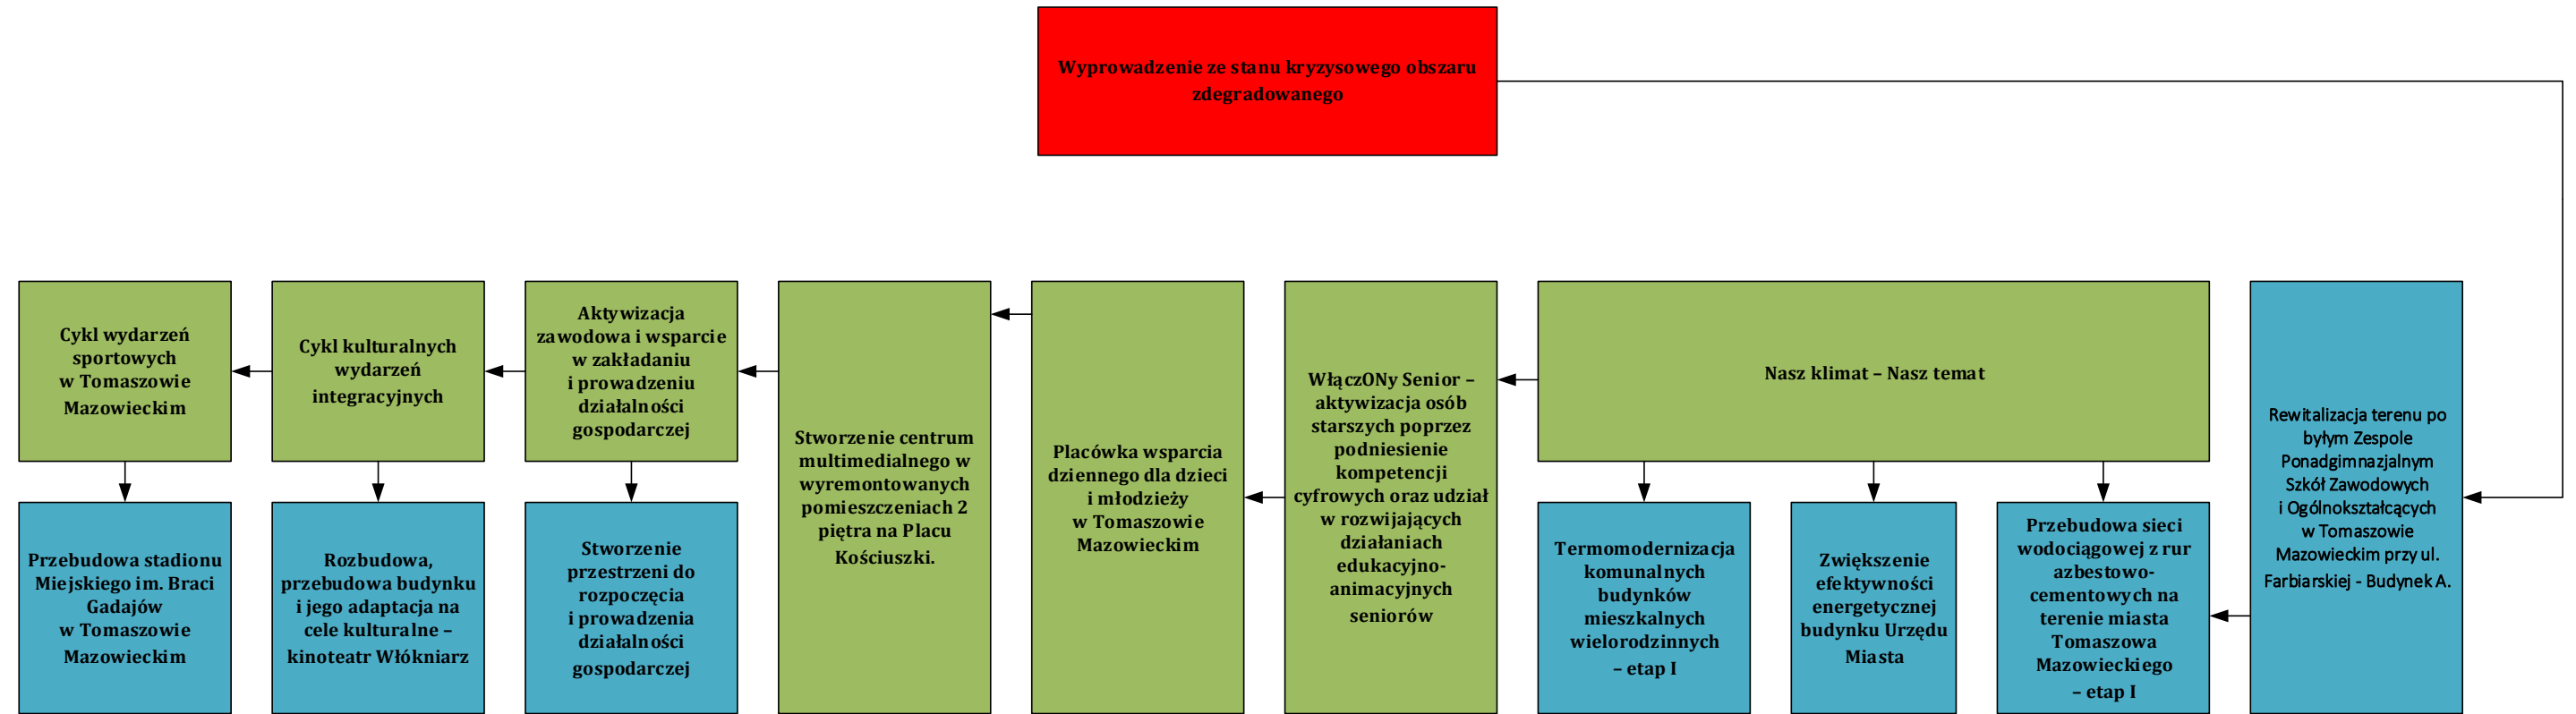 Wyprowadzenie ze stanu kryzysowego obszaru
zdegradowanego
Cykl wydarzeń
sportowych
w Tomaszowie
Mazowieckim
Cykl kulturalnych
wydarzeń
integracyjnych
Aktywizacja
zawodowa i wsparcie
w zakładaniu
i prowadzeniu
działalności
gospodarczej
Stworzenie centrum
multimedialnego w
wyremontowanych
pomieszczeniach 2
piętra na Placu
Kościuszki.
Placówka wsparcia
dziennego dla dzieci
i młodzieży
w Tomaszowie
Mazowieckim
WłączONy Senior –
aktywizacja osób
starszych poprzez
podniesienie
kompetencji
cyfrowych oraz udział
w rozwijających
działaniach
edukacyjno-
animacyjnych
seniorów
Nasz klimat – Nasz temat
Rewitalizacja terenu po
byłym Zespole
Ponadgimnazjalnym
Szkół Zawodowych
i Ogólnokształcących
w Tomaszowie
Mazowieckim przy ul.
Farbiarskiej - Budynek A.
Przebudowa stadionu
Miejskiego im. Braci
Gadajów
w Tomaszowie
Mazowieckim
Rozbudowa,
przebudowa budynku
i jego adaptacja na
cele kulturalne –
kinoteatr Włókniarz
Stworzenie
przestrzeni do
rozpoczęcia
i prowadzenia
działalności
gospodarczej
Termomodernizacja
komunalnych
budynków
mieszkalnych
wielorodzinnych
– etap I
Zwiększenie
efektywności
energetycznej
budynku Urzędu
Miasta
Przebudowa sieci
wodociągowej z rur
azbestowo-
cementowych na
terenie miasta
Tomaszowa
Mazowieckiego
– etap I